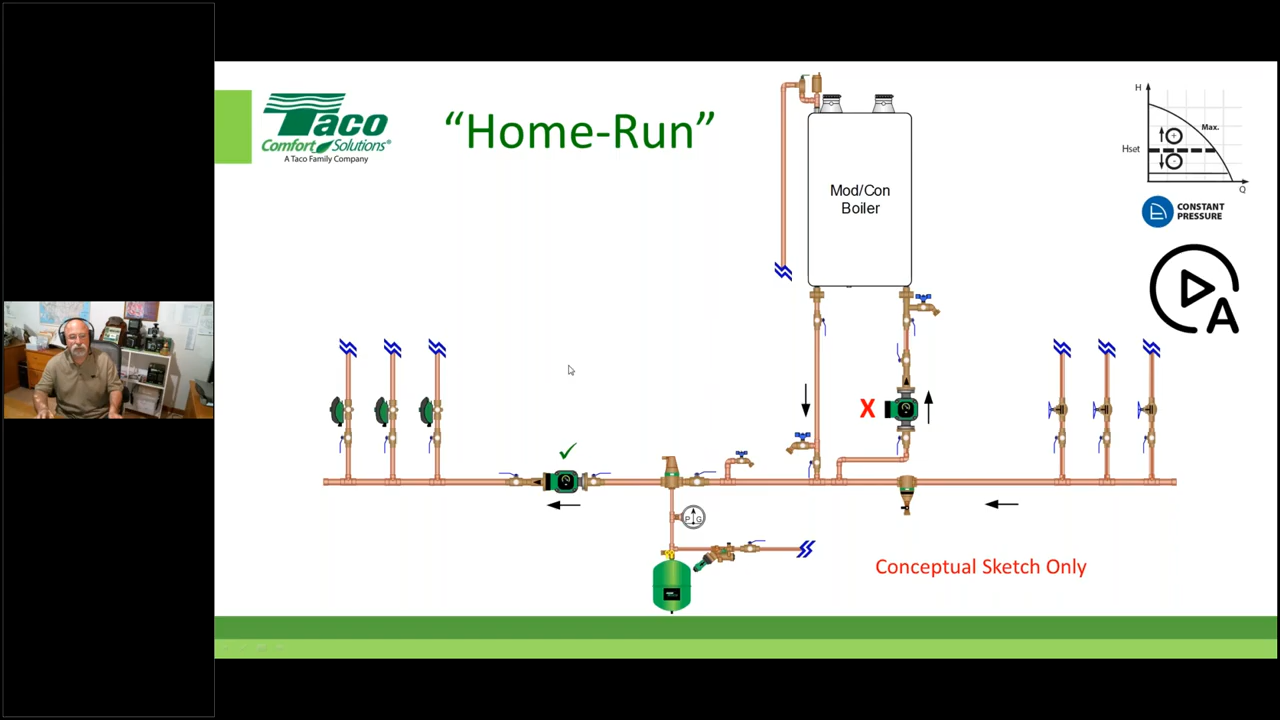 Taco
Comfort Solutions®
A Taco Family Company
“Home-Run”
Mod/Con
Boiler
H
Max.
Hset
Q
CONSTANT
PRESSURE
A
X
P G
Conceptual Sketch Only